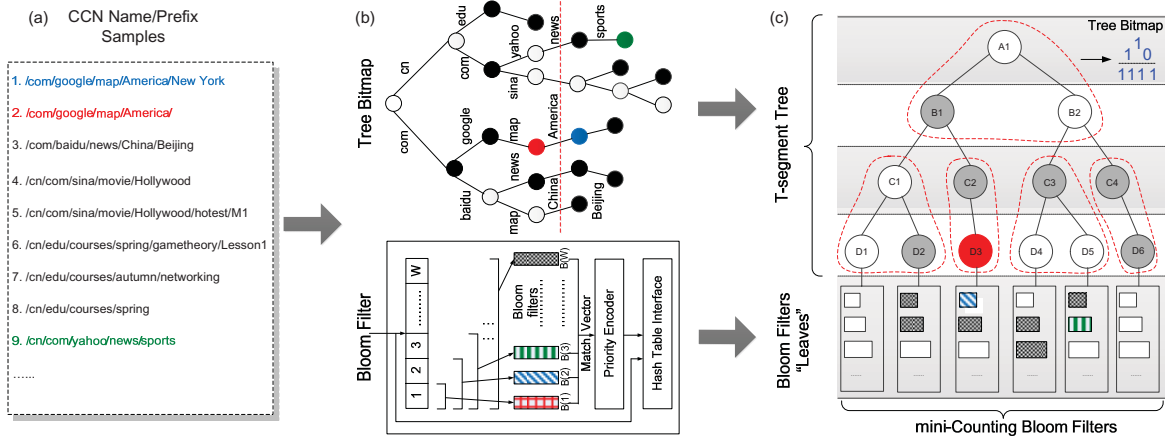 (a) CCN Name/Prefix
Samples
1. /com/google/map/America/New York
2. /com/google/map/America/
3. /com/baidu/news/China/Beijing
4. /cn/com/sina/movie/Hollywood
5. /cn/com/sina/movie/Hollywood/hotest/M1
6. /cn/edu/courses/spring/gametheory/Lesson1
7. /cn/edu/courses/autumn/networking
8. /cn/edu/courses/spring
9. /cn/com/yahoo/news/sports
…...
(b)
Tree Bitmap
cn
edu
com
yahoo
news
sports
sina
com
google
map
America
baidu
news
map
China
Beijing
Bloom Filter
W
........
3
2
1
Bloom
filters
B(W)
B(3)
B(2)
B(1)
Match Vector
Priority Encoder
Hash Table Interface
(c)
T-segment Tree
Tree Bitmap
1
1 0
1111
A1
B1
B2
C1
C2
C3
C4
D1
D2
D3
D4
D5
D6
Bloom Filters
“Leaves”
......
......
......
......
......
......
mini-Counting Bloom Filters